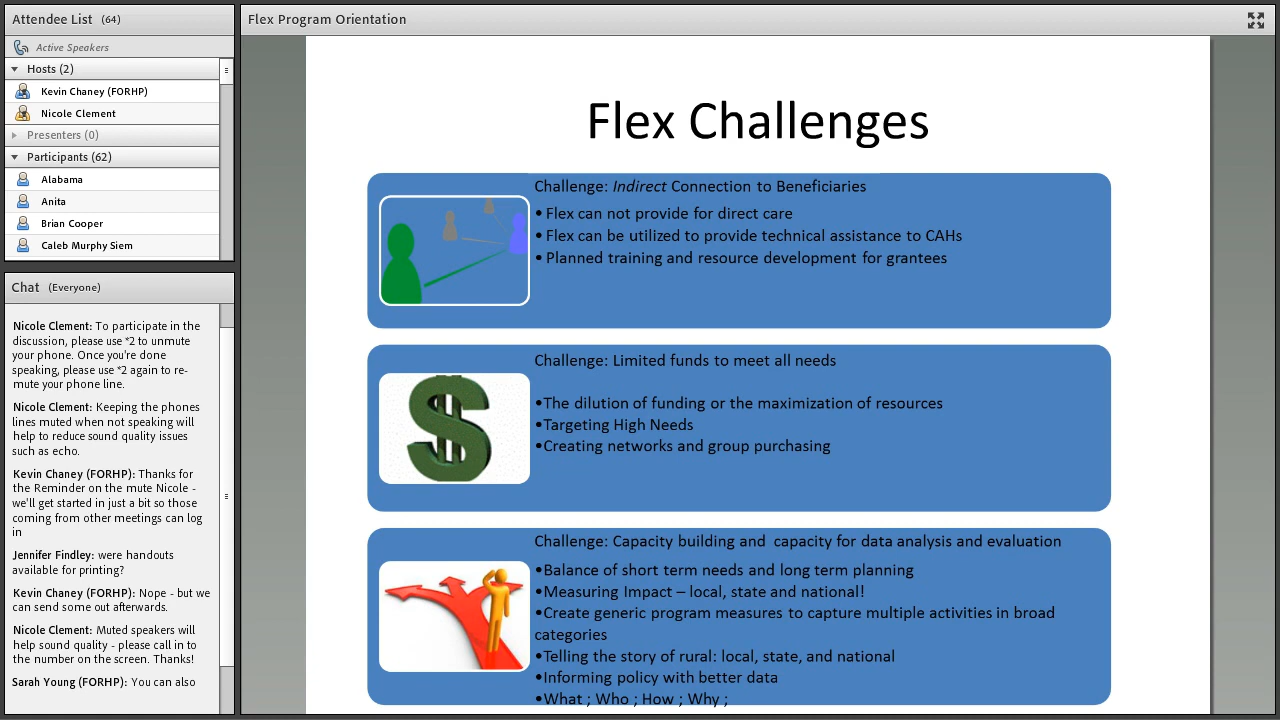 Attendee List (64)
Active Speakers
Hosts (2)
Kevin Chaney (FORHP)
Nicole Clement
Presenters (0)
Participants (62)
Alabama
Anita
Brian Cooper
Caleb Murphy Siem
Chat (Everyone)
Nicole Clement: To participate in the
discussion, please use *2 to unmute
your phone. Once you're done
speaking, please use *2 again to re-
mute your phone line.
Nicole Clement: Keeping the phones
lines muted when not speaking will
help to reduce sound quality issues
such as echo.
Kevin Chaney (FORHP): Thanks for
the Reminder on the mute Nicole -
we'll get started in just a bit so those
coming from other meetings can log
in
Jennifer Findley: were handouts
available for printing?
Kevin Chaney (FORHP): Nope - but we
can send some out afterwards.
Nicole Clement: Muted speakers will
help sound quality - please call in to
the number on the screen. Thanks!
Sarah Young (FORHP): You can also
Flex Program Orientation
Flex Challenges
Challenge: Indirect Connection to Beneficiaries
• Flex can not provide for direct care
• Flex can be utilized to provide technical assistance to CAHs
• Planned training and resource development for grantees
Challenge: Limited funds to meet all needs
•The dilution of funding or the maximization of resources
•Targeting High Needs
•Creating networks and group purchasing
Challenge: Capacity building and capacity for data analysis and evaluation
•Balance of short term needs and long term planning
•Measuring Impact – local, state and national!
•Create generic program measures to capture multiple activities in broad
categories
•Telling the story of rural: local, state, and national
•Informing policy with better data
•What ; Who ; How ; Why ;